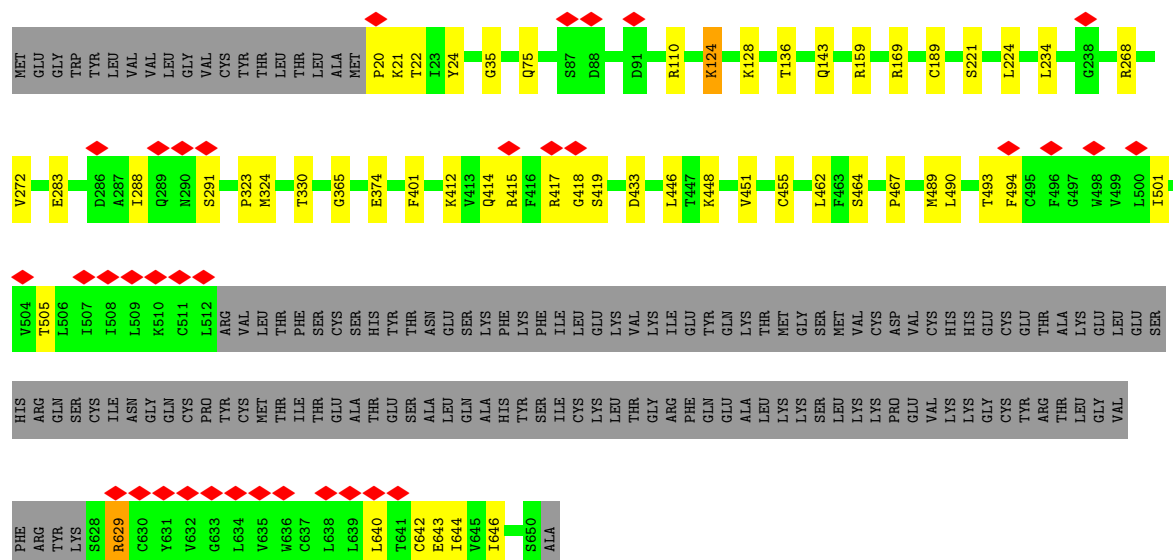 MET GLU GLY TRP TYR LEU VAL VAL LEU GLY VAL CYS TYR THR LEU THR LEU ALA MET P20 K21 T22 I23 Y24 G35 Q75 S87 D88 D91 R110 K124 K128 T136 Q143 R159 R169 C189 S221 L224 L234 G238 R268
V272 E283 D286 A287 I288 Q289 N290 S291 P323 M324 T330 G365 E374 F401 K412 V413 Q414 R415 F416 R417 G418 S419 D433 L446 T447 K448 V451 C455 L462 F463 S464 P467 M489 L490 T493 F494 C495 F496 G497 W498 V499 L500 I501
V504 T505 L506 I507 I508 L509 K510 C511 L512 ARG VAL LEU THR PHE SER CYS SER HIS TYR THR ASN GLU SER LYS PHE LYS PHE ILE LEU GLU LYS VAL LYS ILE GLU TYR GLN LYS THR MET GLY SER MET VAL CYS ASP VAL CYS HIS HIS GLU CYS GLU THR ALA LYS GLU LEU GLU SER
HIS ARG GLN SER CYS ILE ASN GLY GLN CYS PRO TYR CYS MET THR ILE THR GLU ALA THR GLU SER ALA LEU GLN ALA HIS TYR SER ILE CYS LYS LEU THR GLY ARG PHE GLN GLU ALA LEU LYS LYS SER LEU LYS LYS PRO GLU VAL LYS LYS GLY CYS TYR ARG THR LEU GLY VAL
PHE ARG TYR LYS S628 R629 C630 Y631 V632 G633 L634 V635 W636 C637 L638 L639 L640 T641 C642 E643 I644 V645 I646 S650 ALA